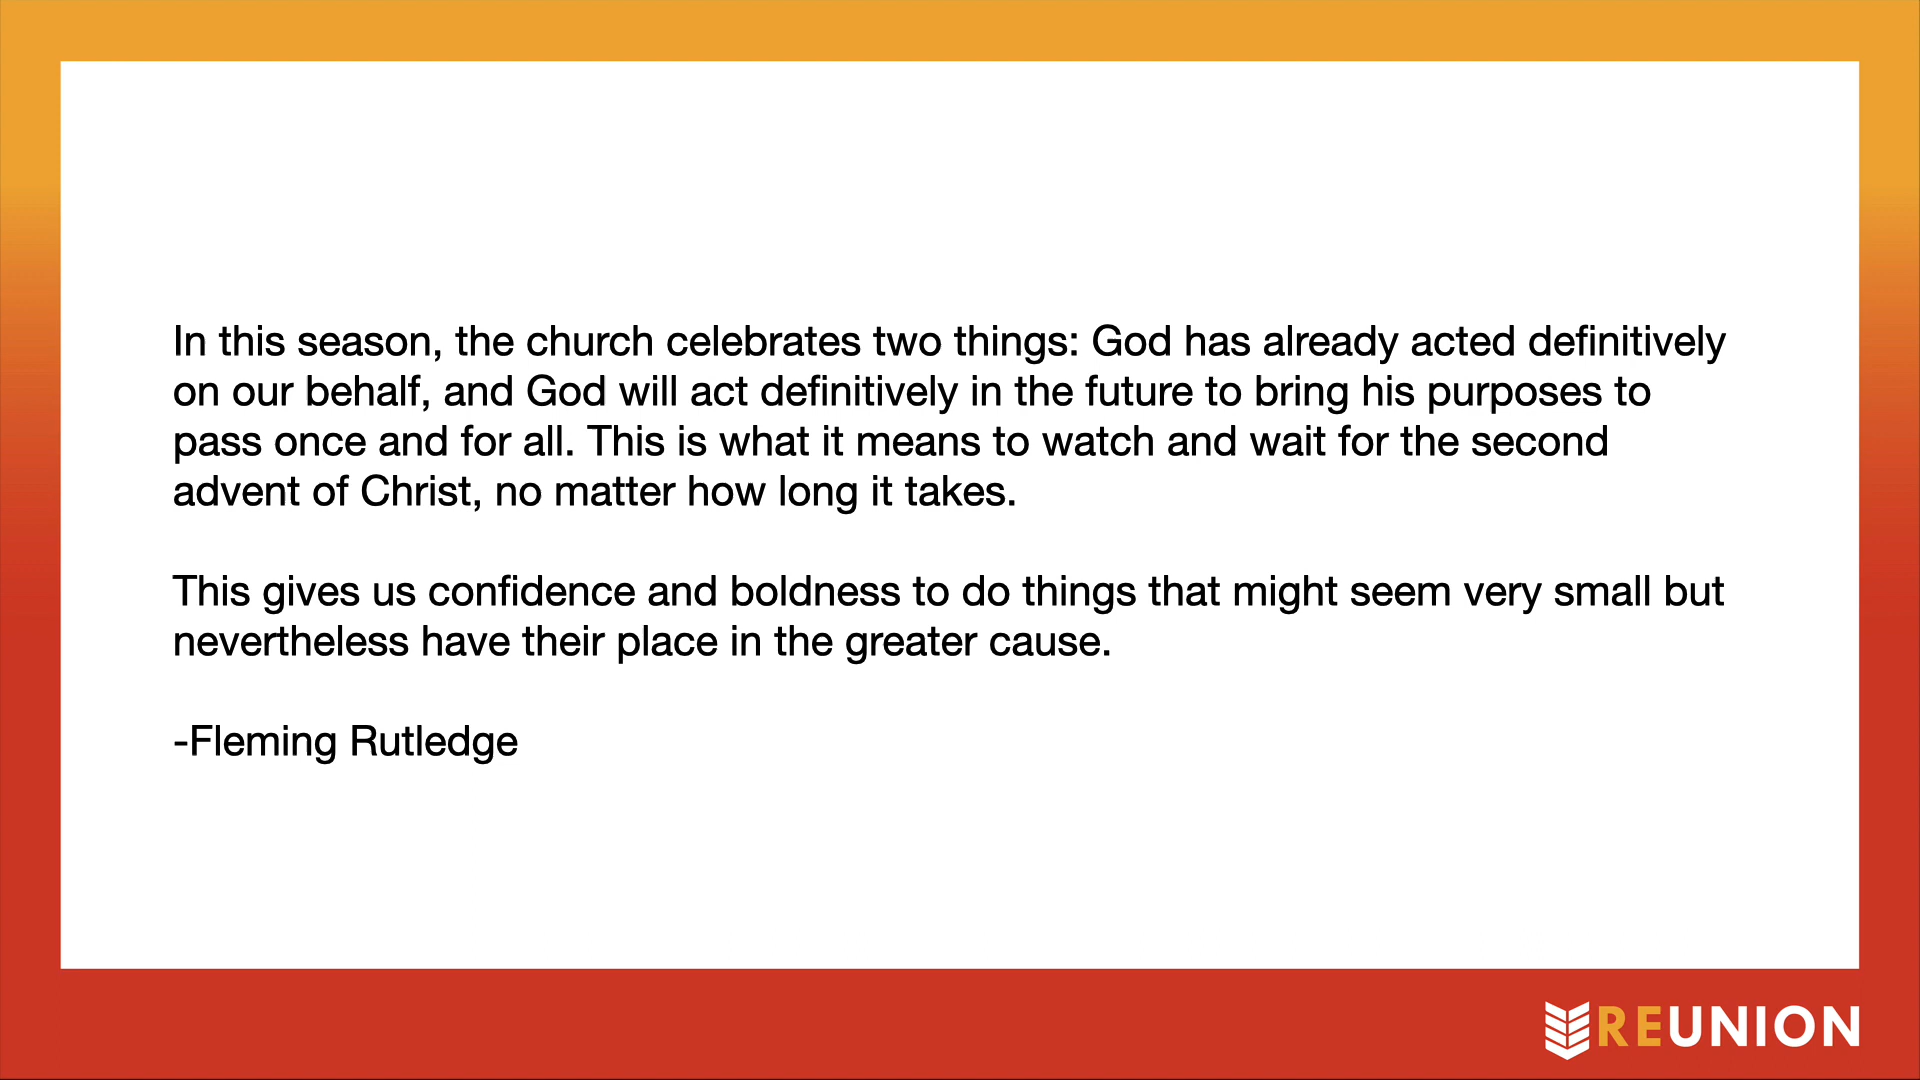 In this season, the church celebrates two things: God has already acted definitively
on our behalf, and God will act definitively in the future to bring his purposes to
pass once and for all. This is what it means to watch and wait for the second
advent of Christ, no matter how long it takes.
This gives us confidence and boldness to do things that might seem very small but
nevertheless have their place in the greater cause.
-Fleming Rutledge
REUNION